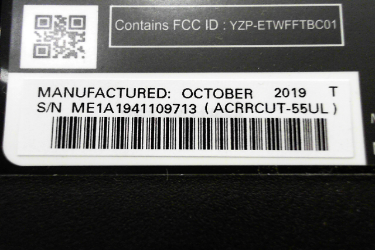 Contains FCC ID : YZP-ETWFFTBC01
MANUFACTURED: OCTOBER 2019 T
S/N ME1A1941109713 (ACRRCUT-55UL)